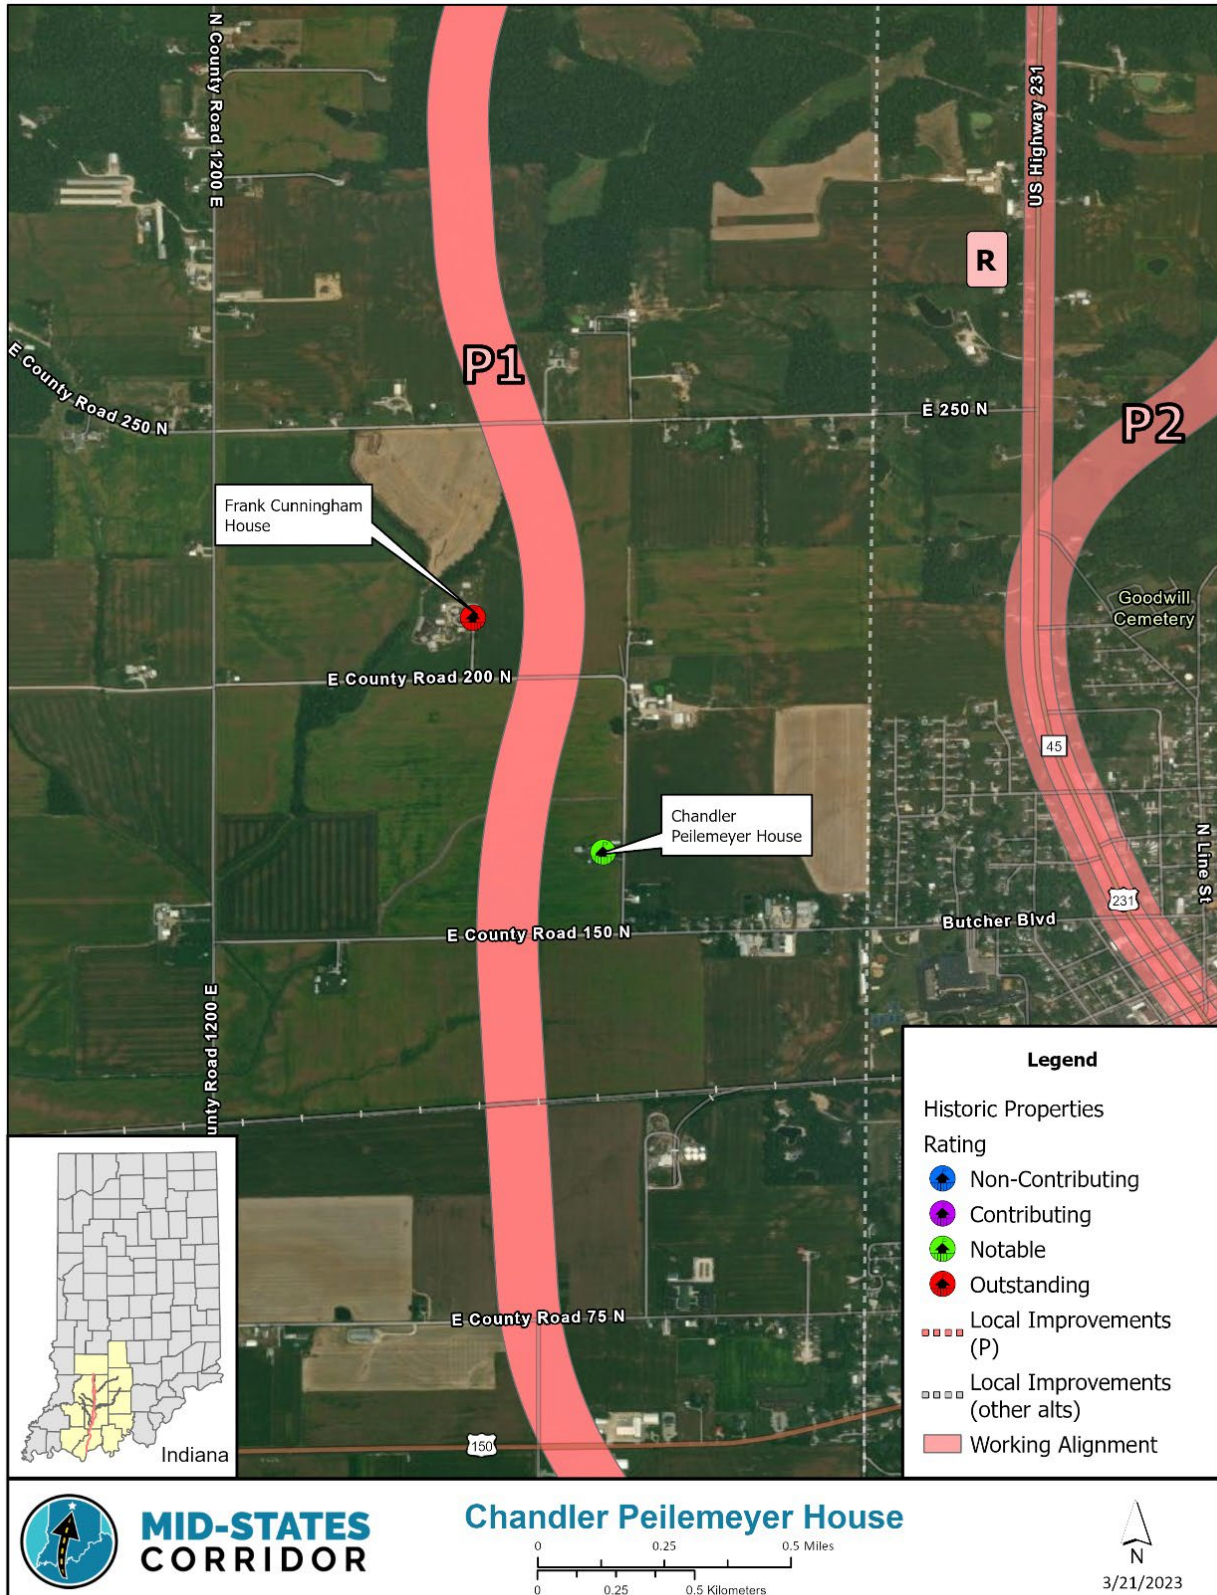 N County Road 1200 E
US Highway 231
R
P1
E County Road 250 N
E 250 N
P2
Frank Cunningham
House
Goodwill
Cemetery
E County Road 200 N
45
Chandler
Peilemeyer House
N Line St
231
E County Road 150 N
Butcher Blvd
unty Road 1200 E
E County Road 75 N
150
Indiana
Legend
Historic Properties
Rating
Non-Contributing
Contributing
Notable
Outstanding
Local Improvements
(P)
Local Improvements
(other alts)
Working Alignment
MID-STATES
CORRIDOR
Chandler Peilemeyer House
0 0.25 0.5 Miles
0 0.25 0.5 Kilometers
N
3/21/2023